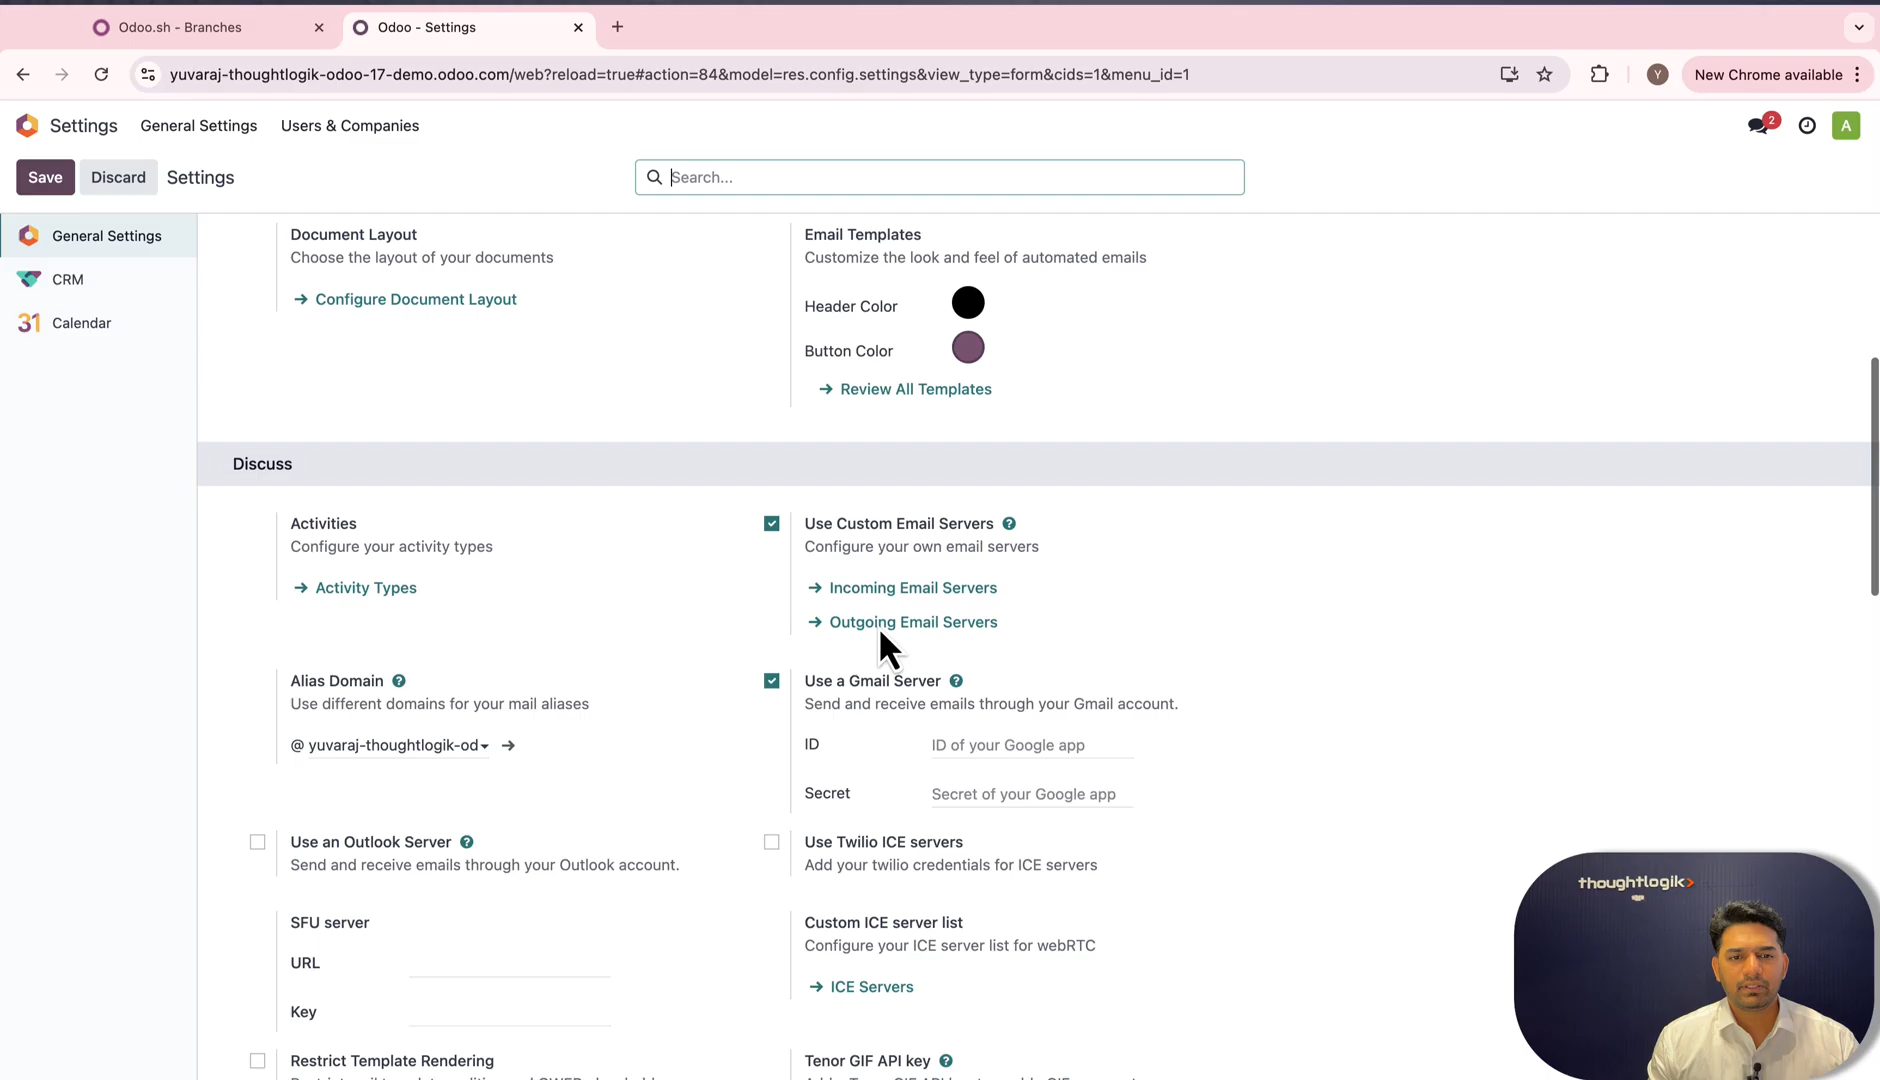 Odoo.sh - Branches
Odoo - Settings
yuvaraj-thoughtlogik-odoo-17-demo.odoo.com/web?reload=true#action=84&model=res.config.settings&view_type=form&cids=1&menu_id=1
Y
New Chrome available
Settings
General Settings
Users & Companies
2
A
Save
Discard
Settings
Search...
General Settings
CRM
31
Calendar
Document Layout
Choose the layout of your documents
Configure Document Layout
Email Templates
Customize the look and feel of automated emails
Header Color
Button Color
Review All Templates
Discuss
Activities
Configure your activity types
Activity Types
Use Custom Email Servers ?
Configure your own email servers
Incoming Email Servers
Outgoing Email Servers
Alias Domain ?
Use different domains for your mail aliases
@ yuvaraj-thoughtlogik-od
Use a Gmail Server ?
Send and receive emails through your Gmail account.
ID
ID of your Google app
Secret
Secret of your Google app
Use an Outlook Server ?
Send and receive emails through your Outlook account.
Use Twilio ICE servers
Add your twilio credentials for ICE servers
SFU server
URL
Key
Custom ICE server list
Configure your ICE server list for webRTC
ICE Servers
Restrict Template Rendering
Tenor GIF API key ?
thoughtlogik>